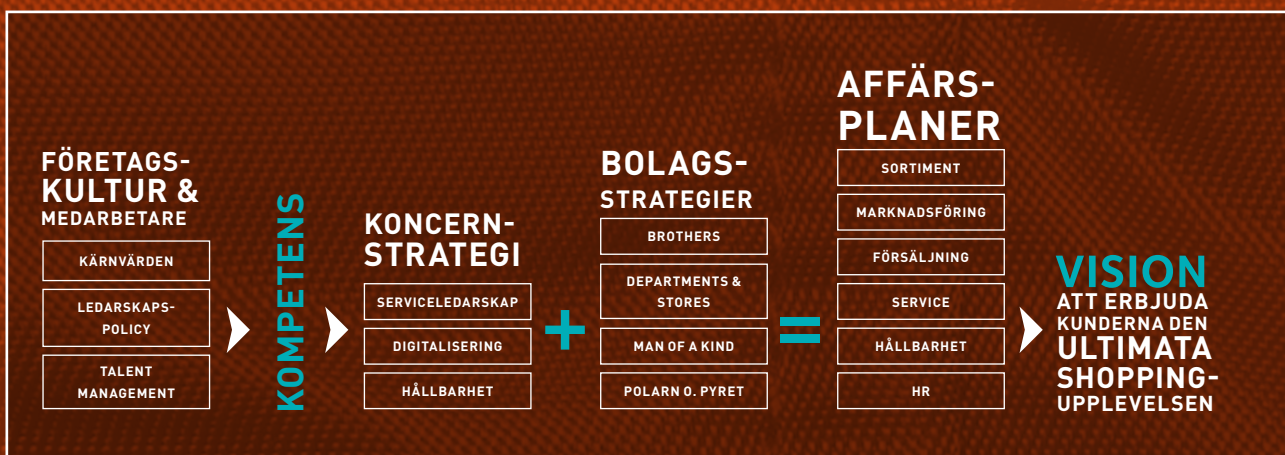 FÖRETAGS-
KULTUR &
MEDARBETARE
KÄRNVÄRDEN
LEDARSKAPS-
POLICY
TALENT
MANAGEMENT
KOMPETENS
KONCERN-
STRATEGI
SERVICELEDARSKAP
DIGITALISERING
HÅLLBARHET
+
BOLAGS-
STRATEGIER
BROTHERS
DEPARTMENTS &
STORES
MAN OF A KIND
POLARN O. PYRET
=
AFFÄRS-
PLANER
SORTIMENT
MARKNADSFÖRING
FÖRSÄLJNING
SERVICE
HÅLLBARHET
HR
VISION
ATT ERBJUDA
KUNDERNA DEN
ULTIMATA
SHOPPING-
UPPLEVELSEN